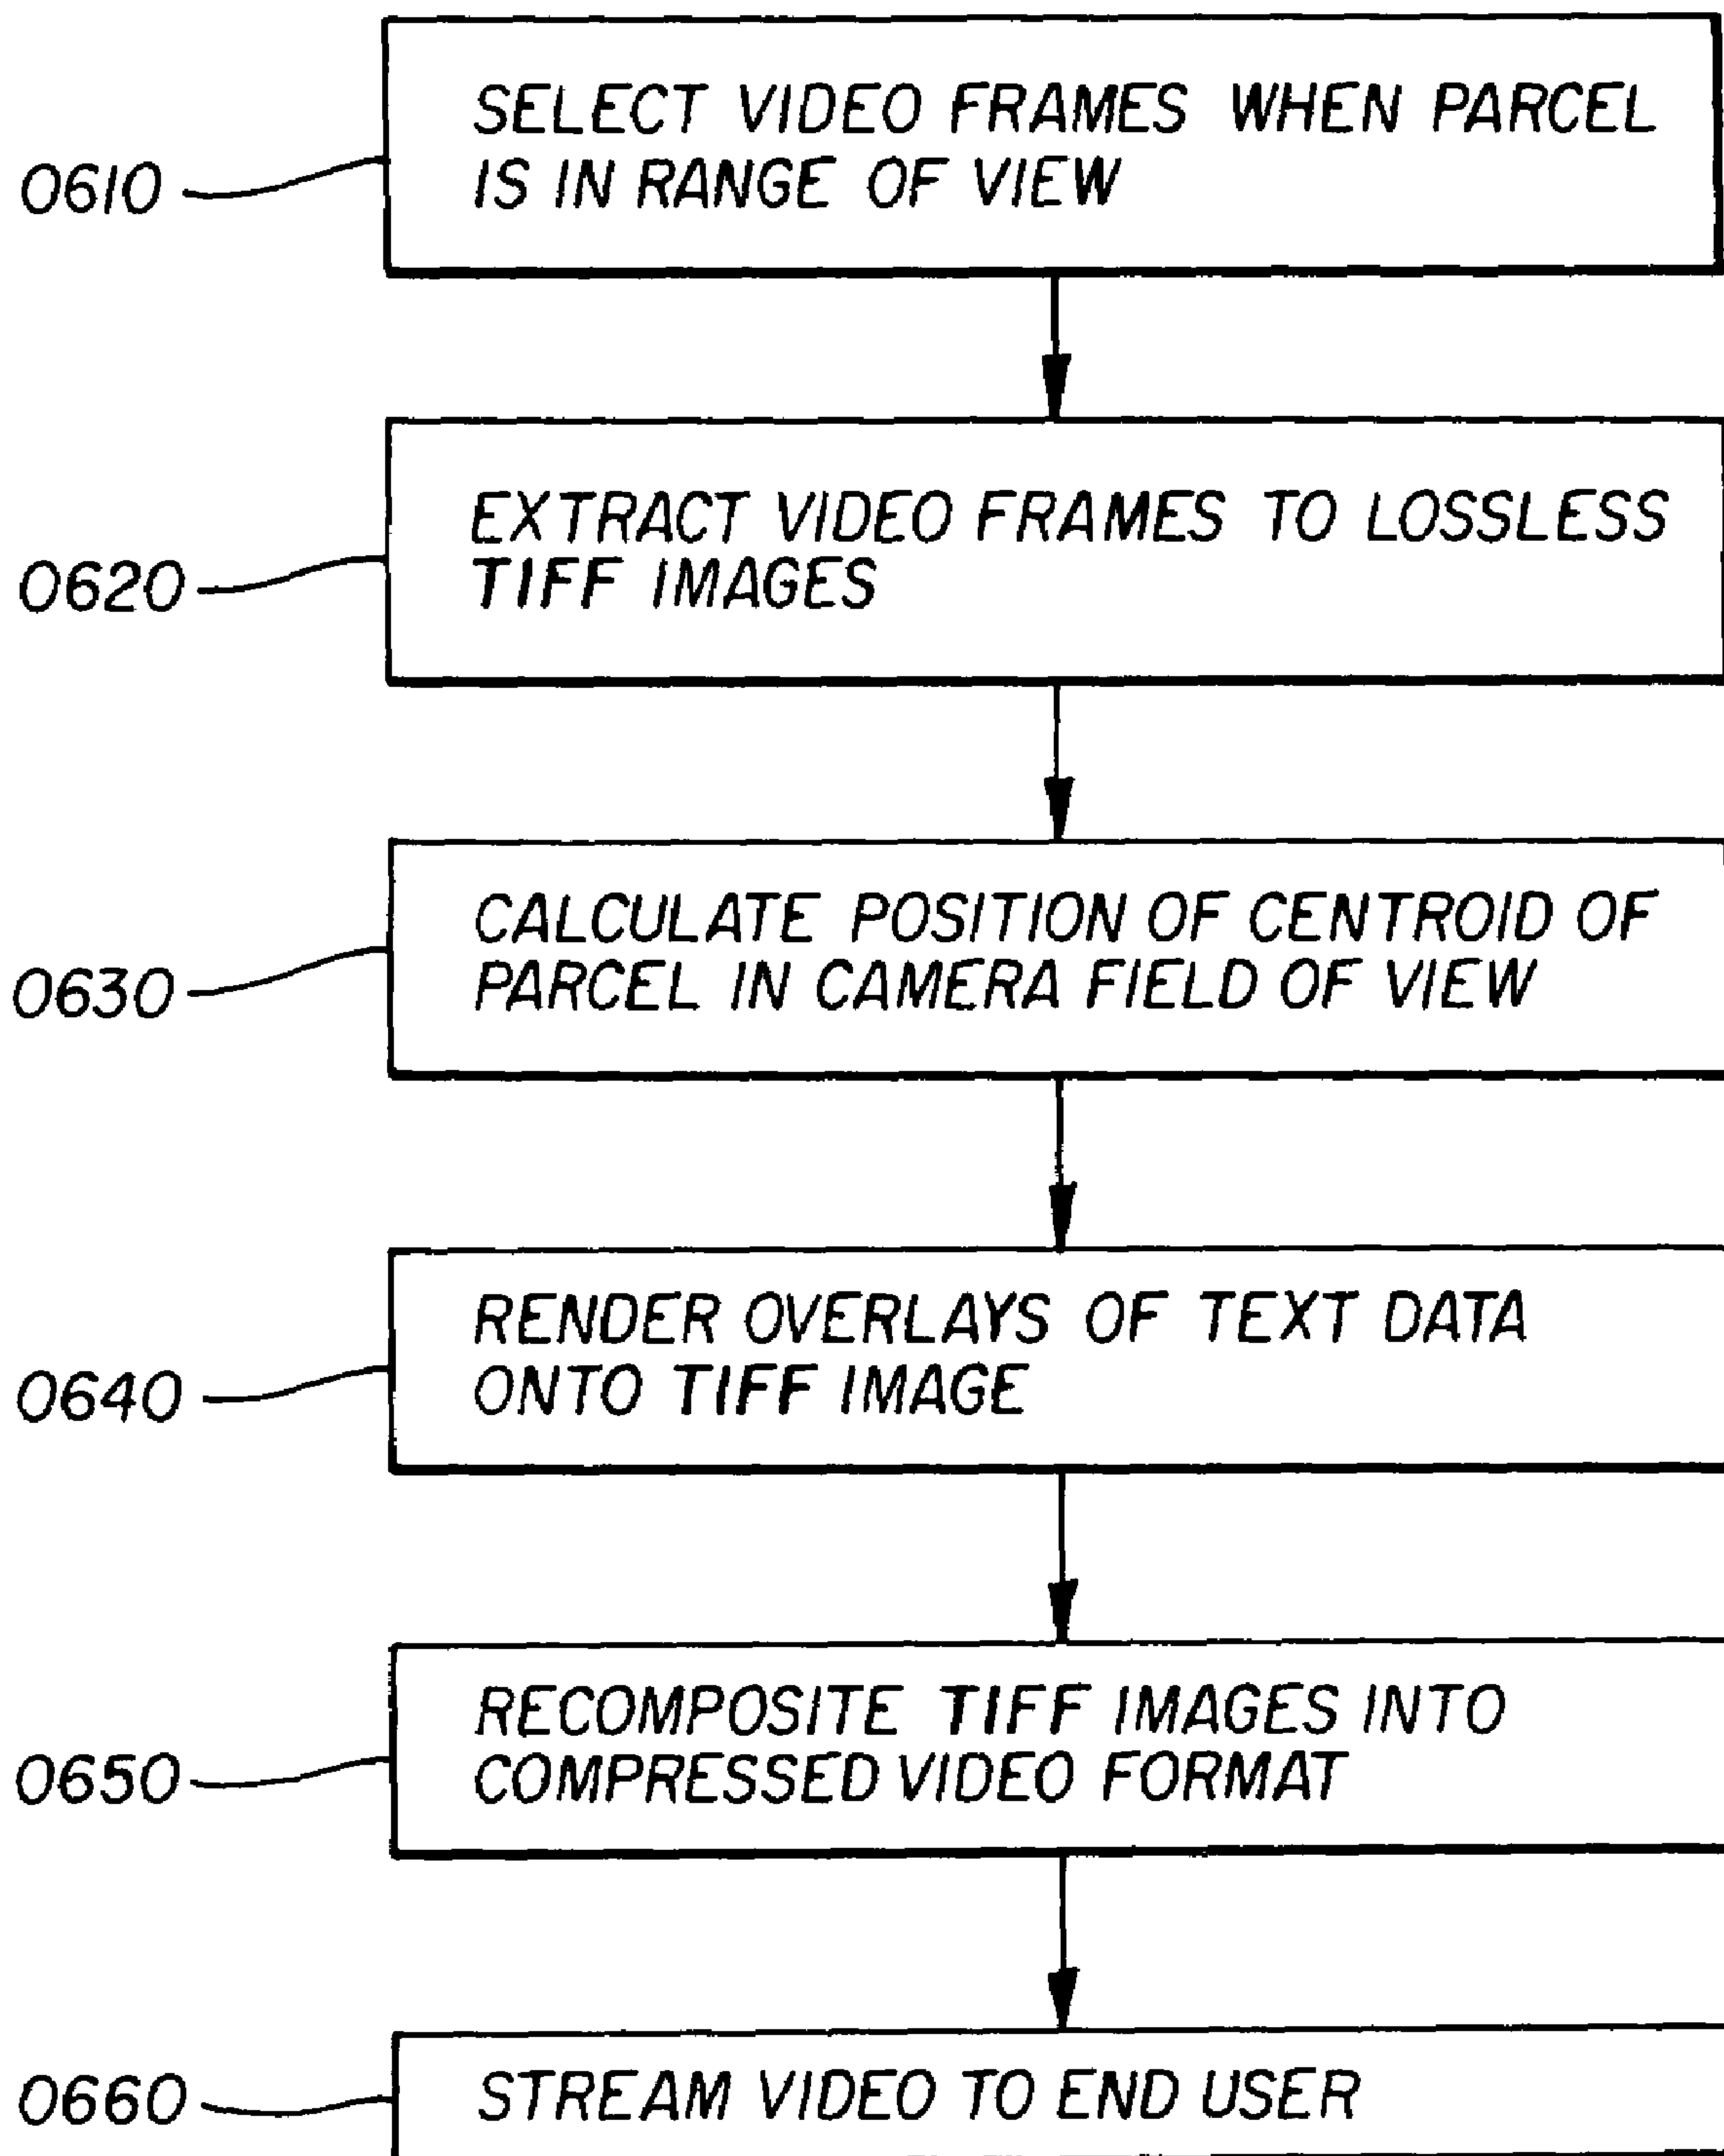 SELECT VIDEO FRAMES WHEN PARCEL
IS IN RANGE OF VIEW
0610
EXTRACT VIDEO FRAMES TO LOSSLESS
TIFF IMAGES
0620
CALCULATE POSITION OF CENTROID OF
PARCEL IN CAMERA FIELD OF VIEW
0630
RENDER OVERLAYS OF TEXT DATA
ONTO TIFF IMAGE
0640
RECOMPOSITE TIFF IMAGES INTO
COMPRESSED VIDEO FORMAT
0650
STREAM VIDEO TO END USER
0660